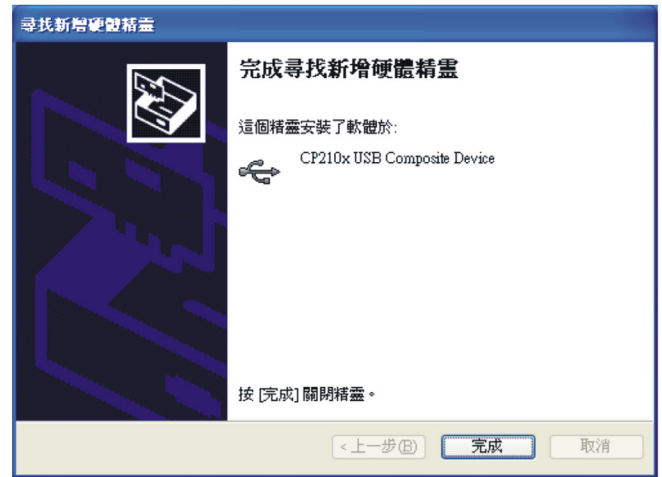 尋找新增硬體精靈
完成尋找新增硬體精靈
這個精靈安裝了軟體於:
CP210x USB Composite Device
按 [完成] 關閉精靈。
< 上一步(B)
完成
取消